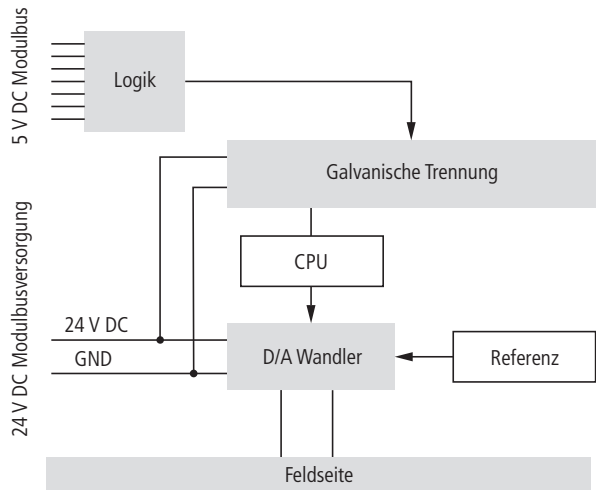 5 V DC Modulbus
Logik
Galvanische Trennung
CPU
24 V DC Modulbusversorgung
24 V DC
GND
D/A Wandler
Referenz
Feldseite